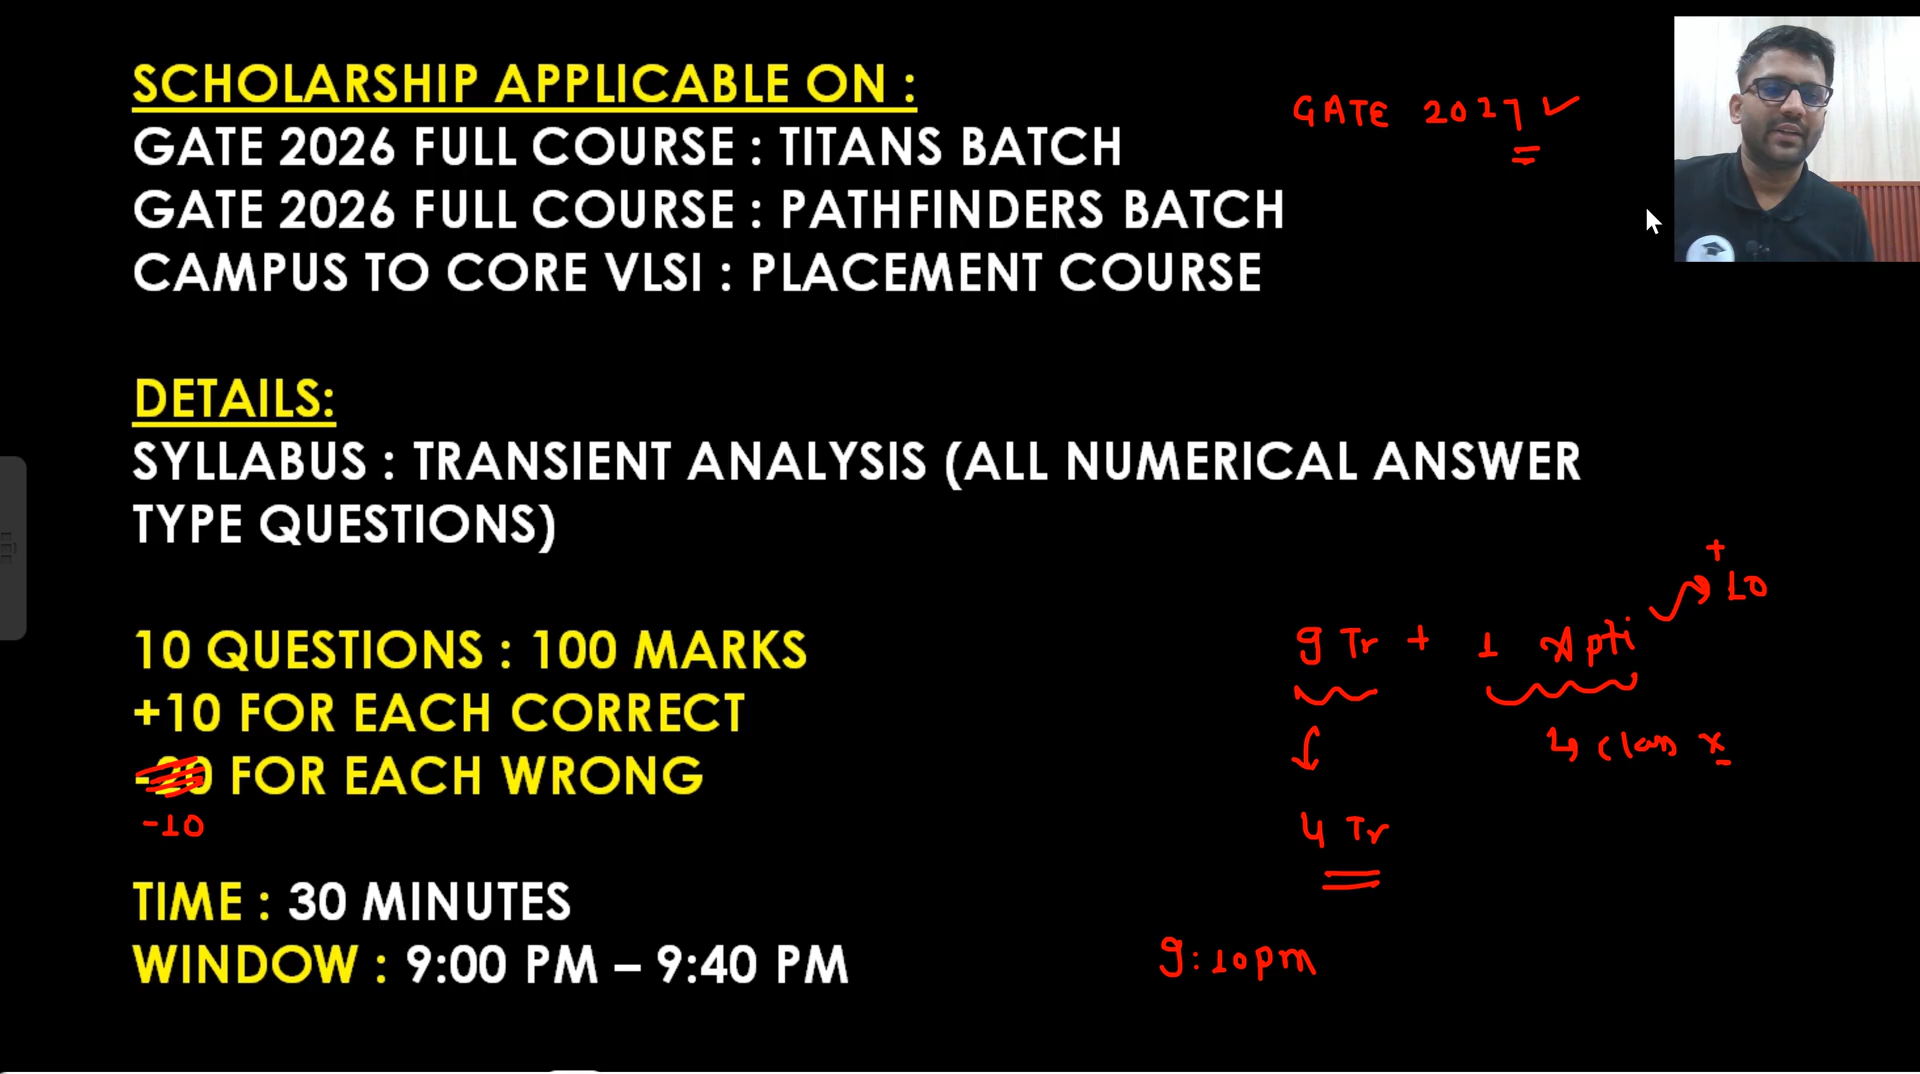 SCHOLARSHIP APPLICABLE ON :
GATE 2026 FULL COURSE : TITANS BATCH
GATE 2026 FULL COURSE : PATHFINDERS BATCH
CAMPUS TO CORE VLSI : PLACEMENT COURSE
GATE 2027 ✓
DETAILS:
SYLLABUS : TRANSIENT ANALYSIS (ALL NUMERICAL ANSWER
TYPE QUESTIONS)
10 QUESTIONS : 100 MARKS
+10 FOR EACH CORRECT
-20 FOR EACH WRONG
-10
TIME : 30 MINUTES
WINDOW : 9:00 PM – 9:40 PM
+
10
9 Tr + 1 Apti
↳ class x
4 Tr
9:10pm